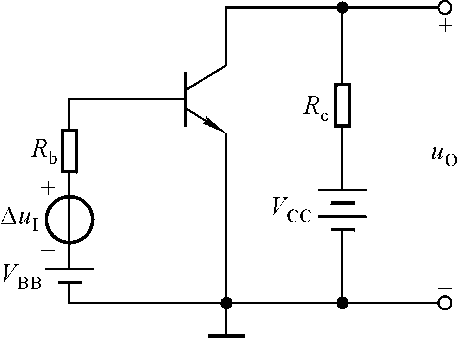 +
R_c
R_b
u_O
+
Δu_I
V_CC
−
V_BB
−